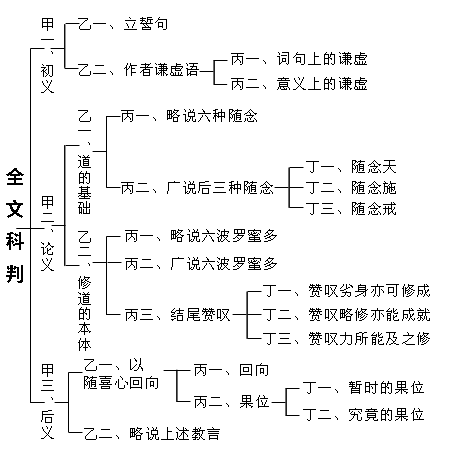 全文科判
甲一、初义
乙一、立誓句
乙二、作者谦虚语
丙一、词句上的谦虚
丙二、意义上的谦虚
甲二、论义
乙一、道的基础
丙一、略说六种随念
丙二、广说后三种随念
丁一、随念天
丁二、随念施
丁三、随念戒
乙二、修道的本体
丙一、略说六波罗蜜多
丙二、广说六波罗蜜多
丙三、结尾赞叹
丁一、赞叹劣身亦可修成
丁二、赞叹略修亦能成就
丁三、赞叹力所能及之修
甲三、后义
乙一、以
随喜心回向
丙一、回向
丙二、果位
丁一、暂时的果位
丁二、究竟的果位
乙二、略说上述教言